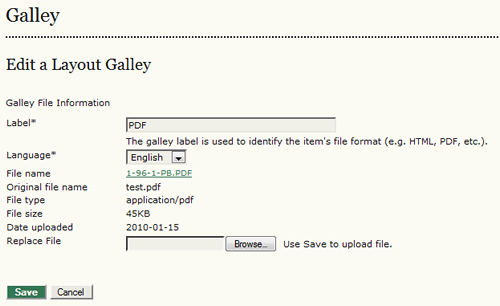 Galley
Edit a Layout Galley
Galley File Information
Label* PDF
The galley label is used to identify the item's file format (e.g. HTML, PDF, etc.).
Language* English
File name 1-96-1-PB.PDF
Original file name test.pdf
File type application/pdf
File size 45KB
Date uploaded 2010-01-15
Replace File Browse... Use Save to upload file.
Save Cancel